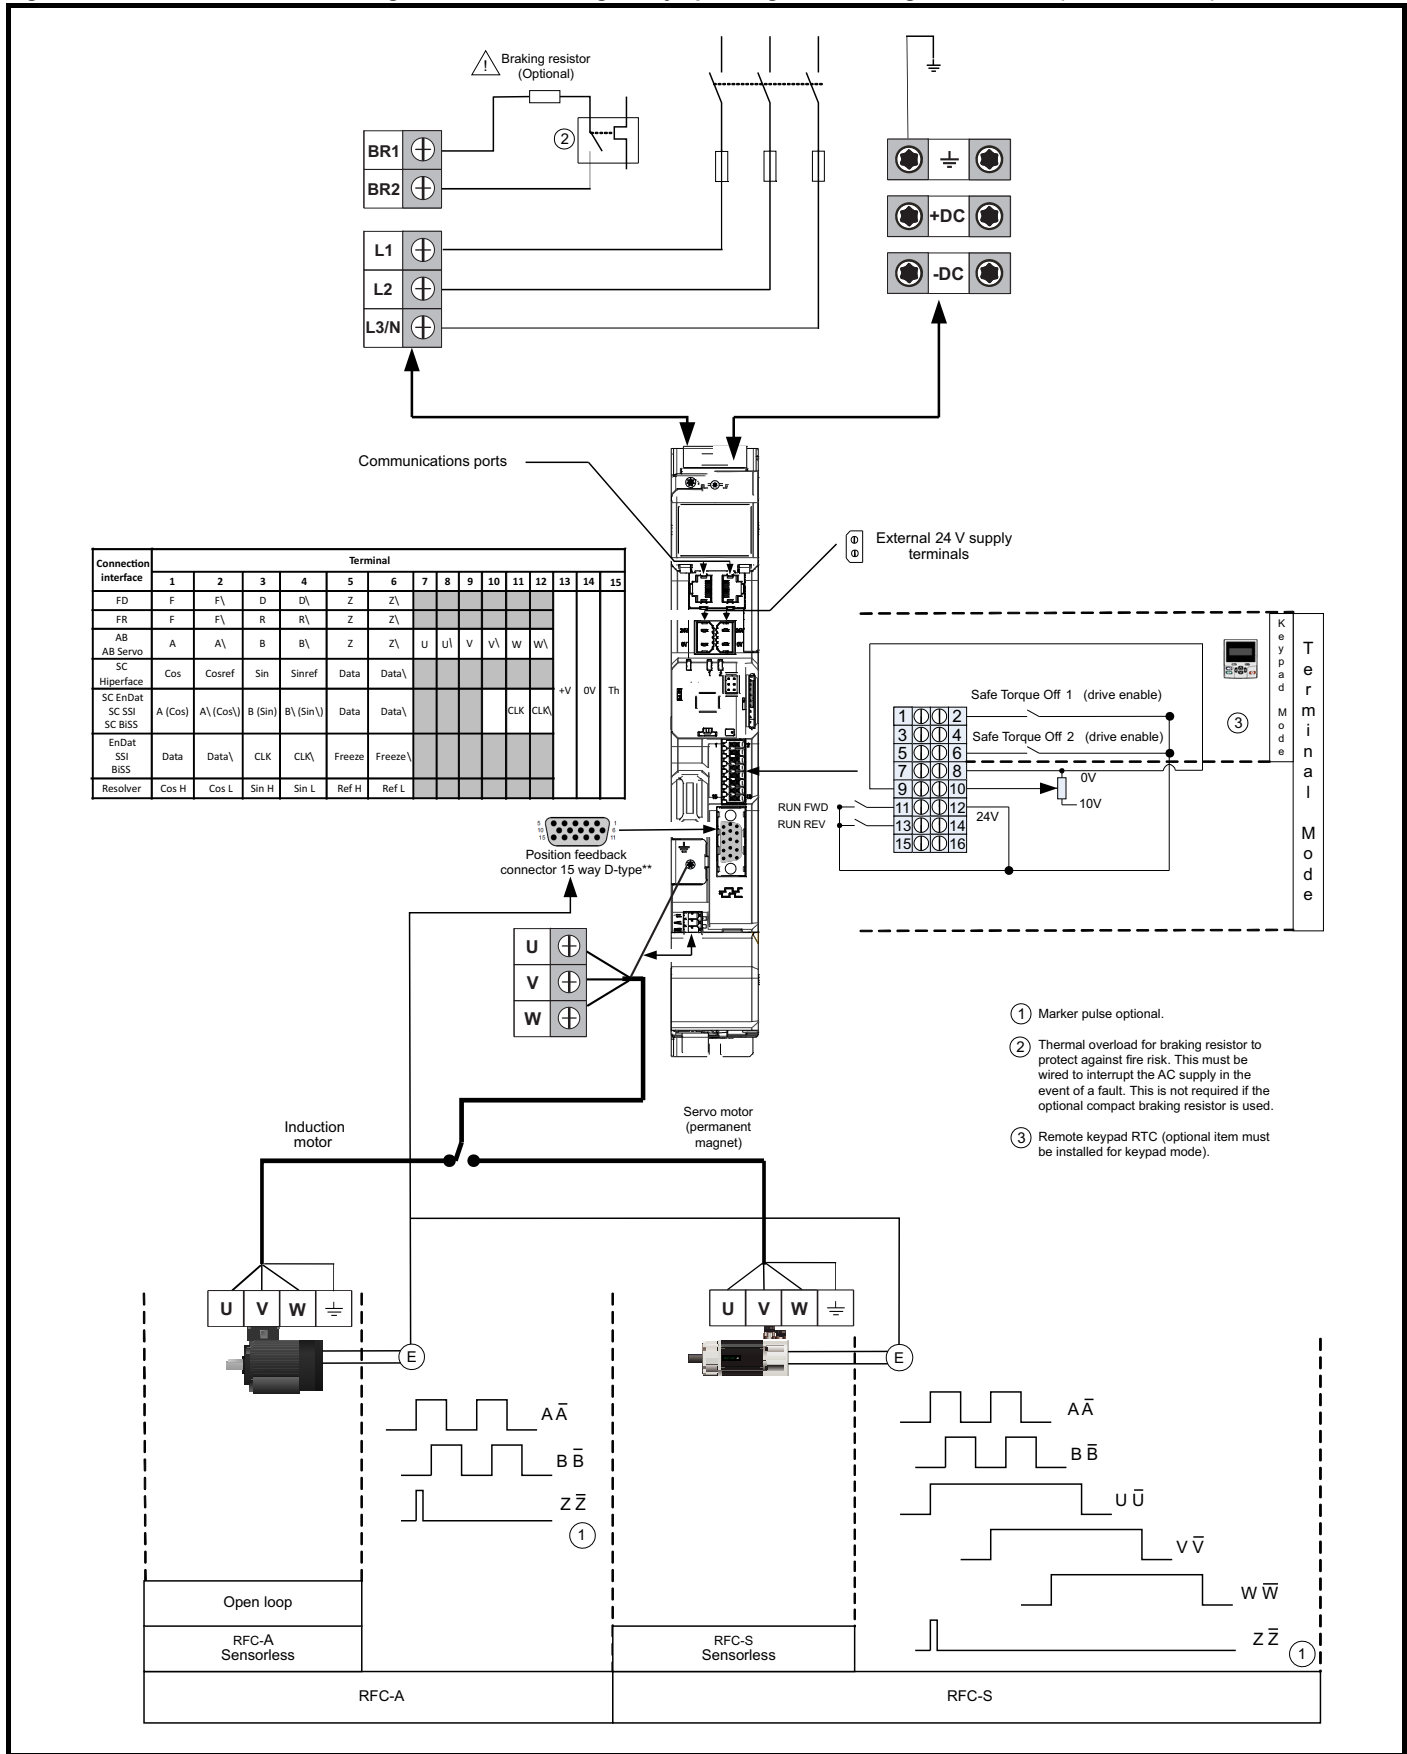 Braking resistor
(Optional)
2
BR1
BR2
L1
L2
L3/N
+DC
-DC
Communications ports
External 24 V supply
terminals
Connection interface Terminal
1 2 3 4 5 6 7 8 9 10 11 12 13 14 15
FD F F\ D D\ Z Z\
FR F F\ R R\ Z Z\
AB
AB Servo A A\ B B\ Z Z\ U U\ V V\ W W\
SC
Hiperface Cos Cosref Sin Sinref Data Data\
+V 0V Th
SC EnDat
SC SSI
SC BiSS A (Cos) A\ (Cos\) B (Sin) B\ (Sin\) Data Data\ CLK CLK\
EnDat
SSI
BiSS Data Data\ CLK CLK\ Freeze Freeze\
Resolver Cos H Cos L Sin H Sin L Ref H Ref L
Keypad Mode
Terminal Mode
3
Safe Torque Off 1 (drive enable)
Safe Torque Off 2 (drive enable)
1 2
3 4
5 6
7 8
9 10
11 12
13 14
15 16
0V
10V
24V
RUN FWD
RUN REV
5 1
10 6
15 11
Position feedback
connector 15 way D-type**
U
V
W
1 Marker pulse optional.
2 Thermal overload for braking resistor to
protect against fire risk. This must be
wired to interrupt the AC supply in the
event of a fault. This is not required if the
optional compact braking resistor is used.
3 Remote keypad RTC (optional item must
be installed for keypad mode).
Induction
motor
Servo motor
(permanent
magnet)
U V W
U V W
E
E
A A̅
B B̅
Z Z̅
1
A A̅
B B̅
U U̅
V V̅
W W̅
Z Z̅
1
Open loop
RFC-A
Sensorless
RFC-S
Sensorless
RFC-A
RFC-S